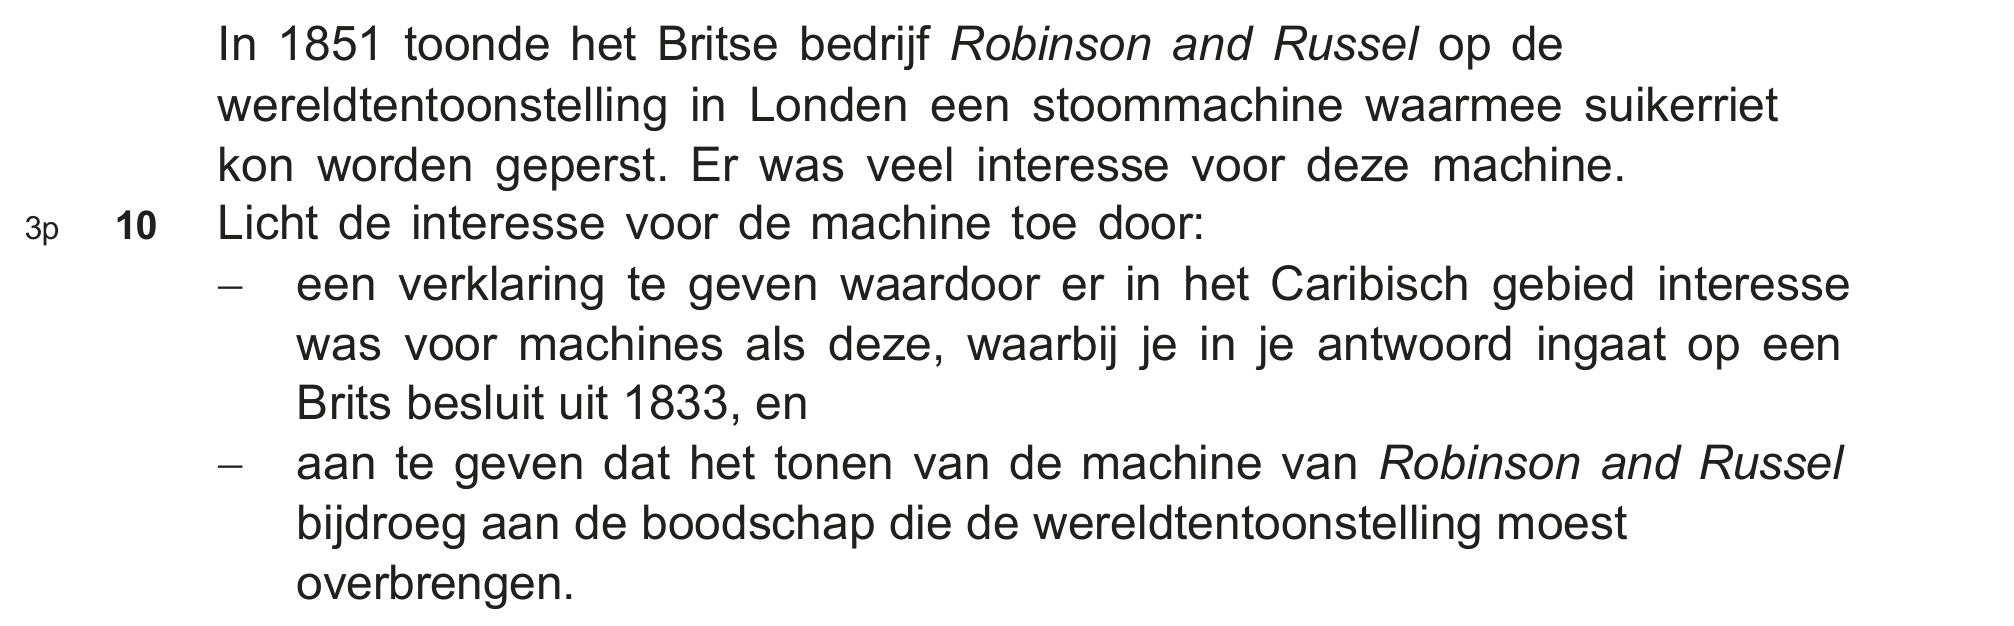 In 1851 toonde het Britse bedrijf Robinson and Russel op de
wereldtentoonstelling in Londen een stoommachine waarmee suikerriet
kon worden geperst. Er was veel interesse voor deze machine.
3p 10 Licht de interesse voor de machine toe door:
– een verklaring te geven waardoor er in het Caribisch gebied interesse
was voor machines als deze, waarbij je in je antwoord ingaat op een
Brits besluit uit 1833, en
– aan te geven dat het tonen van de machine van Robinson and Russel
bijdroeg aan de boodschap die de wereldtentoonstelling moest
overbrengen.